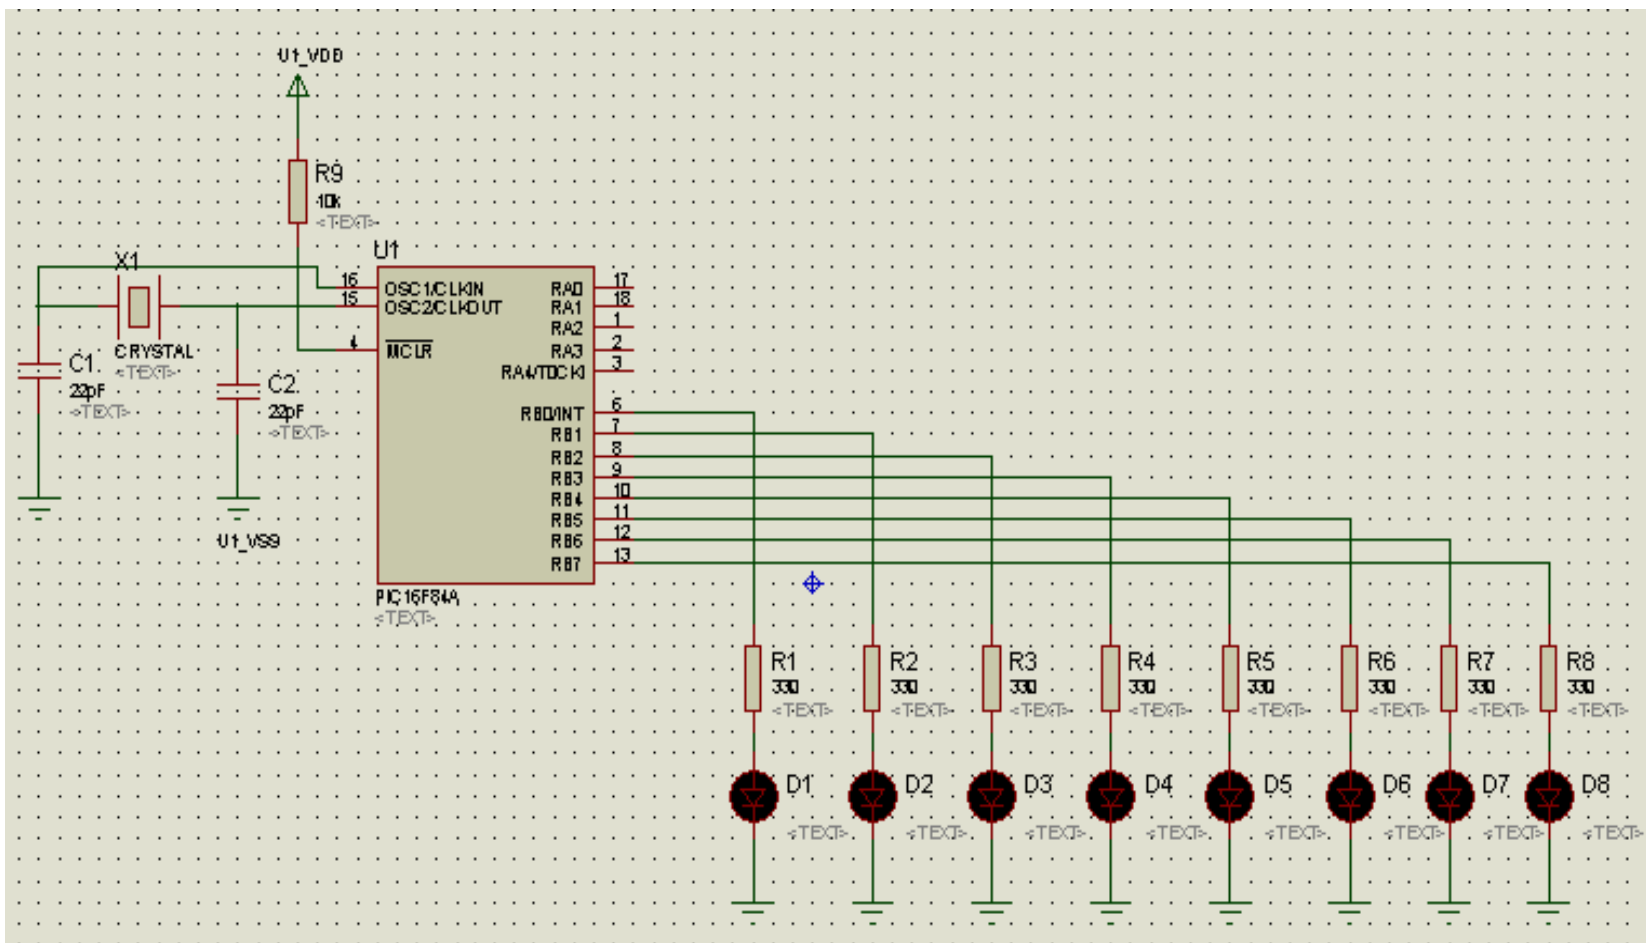 U1_VDD
R9
10k
<TEXT>
U1
X1
CRYSTAL
<TEXT>
C1
22pF
<TEXT>
C2
22pF
<TEXT>
U1_VSS
16 OSC1/CLKIN
15 OSC2/CLKOUT
4 MCLR
RA0 17
RA1 18
RA2 1
RA3 2
RA4/T0CKI 3
RB0/INT 6
RB1 7
RB2 8
RB3 9
RB4 10
RB5 11
RB6 12
RB7 13
PIC16F84A
<TEXT>
R1 R2 R3 R4 R5 R6 R7 R8
330 330 330 330 330 330 330 330
<TEXT> <TEXT> <TEXT> <TEXT> <TEXT> <TEXT> <TEXT> <TEXT>
D1 D2 D3 D4 D5 D6 D7 D8
<TEXT> <TEXT> <TEXT> <TEXT> <TEXT> <TEXT> <TEXT> <TEXT>